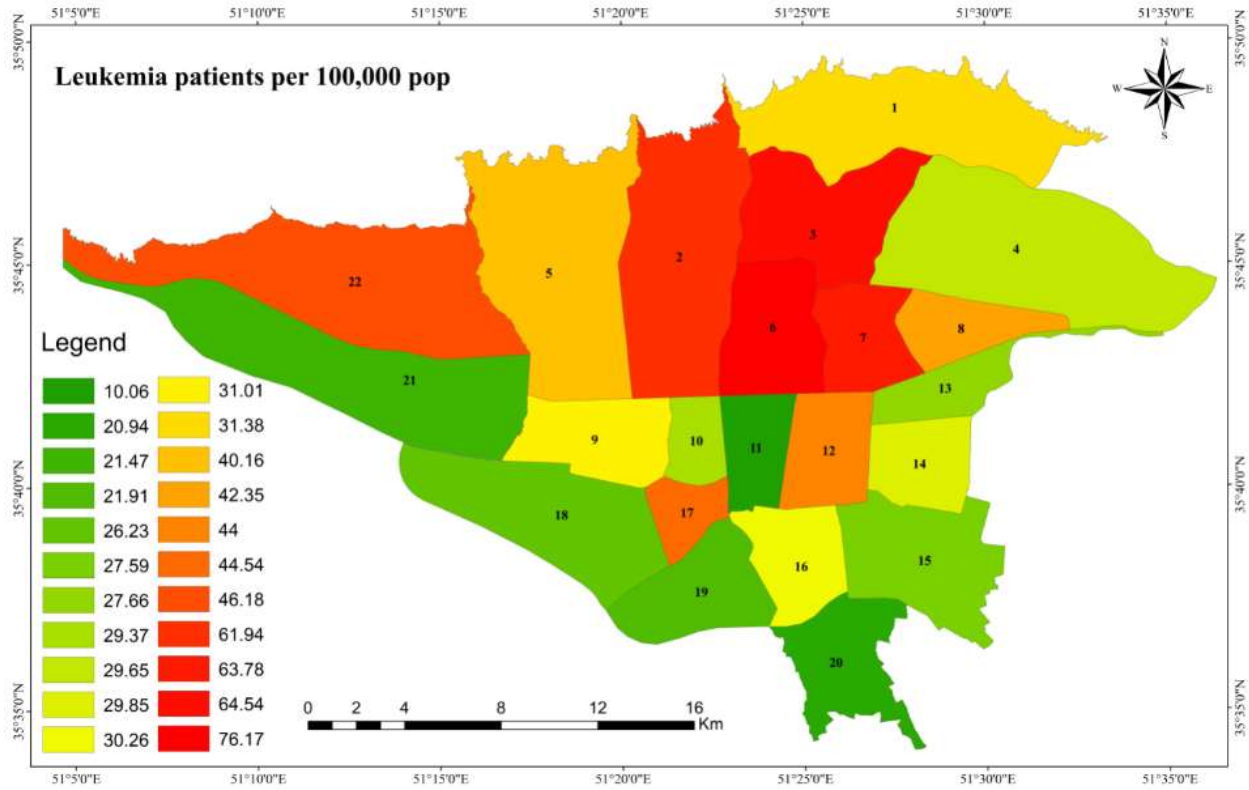 51°5'0"E 51°10'0"E 51°15'0"E 51°20'0"E 51°25'0"E 51°30'0"E 51°35'0"E
35°50'0"N 35°50'0"N
Leukemia patients per 100,000 pop
N
W E
S
1
3
4
2
5
35°45'0"N 35°45'0"N
22
6
7
8
21
13
Legend
10.06 31.01
20.94 31.38
21.47 40.16
21.91 42.35
26.23 44
27.59 44.54
27.66 46.18
29.37 61.94
29.65 63.78
29.85 64.54
30.26 76.17
9
10
11
12
14
35°40'0"N 35°40'0"N
18
17
16
15
19
20
35°35'0"N 35°35'0"N
0 2 4 8 12 16
Km
51°5'0"E 51°10'0"E 51°15'0"E 51°20'0"E 51°25'0"E 51°30'0"E 51°35'0"E